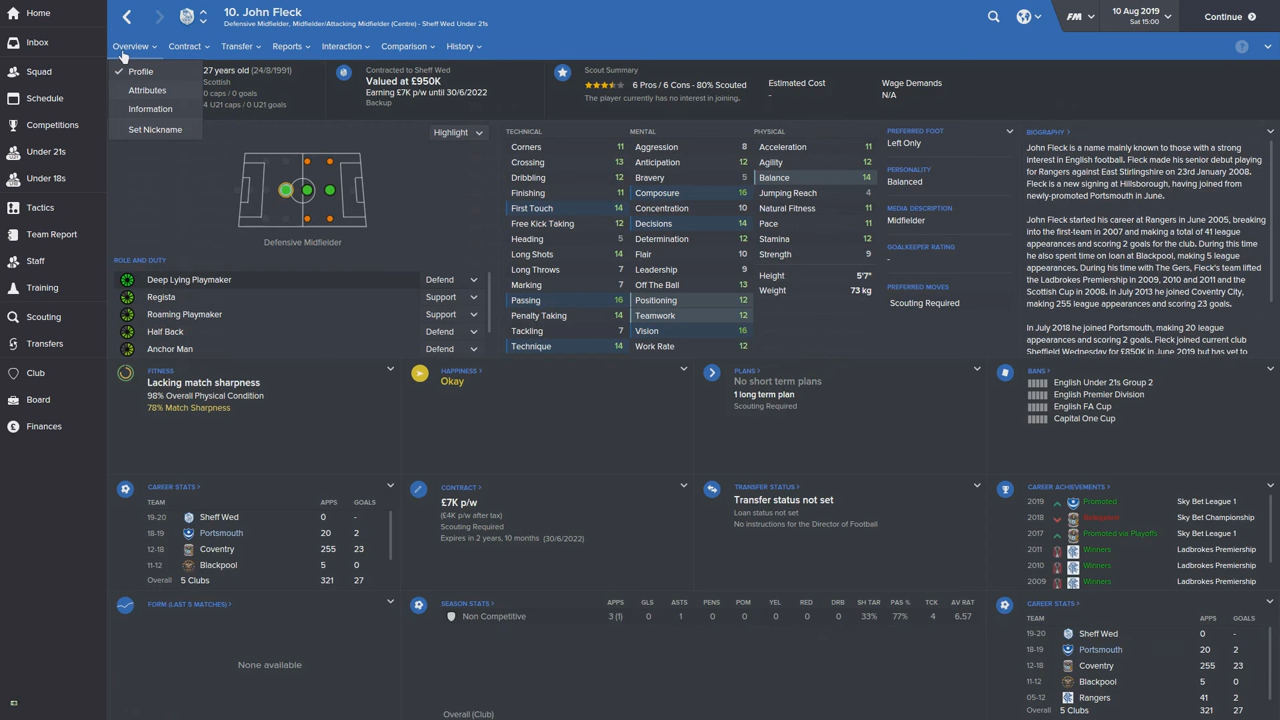 Home
Inbox
Squad
Schedule
Competitions
Under 21s
Under 18s
Tactics
Team Report
Staff
Training
Scouting
Transfers
Club
Board
Finances
10. John Fleck
Defensive Midfielder, Midfielder/Attacking Midfielder (Centre) - Sheff Wed Under 21s
FM
10 Aug 2019
Sat 15:00
Continue
Overview
Contract
Transfer
Reports
Interaction
Comparison
History
?
Profile
Attributes
Information
Set Nickname
27 years old (24/8/1991)
Scottish
0 caps / 0 goals
4 U21 caps / 0 U21 goals
Contracted to Sheff Wed
Valued at £950K
Earning £7K p/w until 30/6/2022
Backup
Scout Summary
6 Pros / 6 Cons - 80% Scouted
The player currently has no interest in joining.
Estimated Cost
-
Wage Demands
N/A
Highlight
Defensive Midfielder
ROLE AND DUTY
Deep Lying Playmaker Defend
Regista Support
Roaming Playmaker Support
Half Back Defend
Anchor Man Defend
TECHNICAL
Corners 11
Crossing 13
Dribbling 12
Finishing 11
First Touch 14
Free Kick Taking 12
Heading 5
Long Shots 14
Long Throws 7
Marking 7
Passing 16
Penalty Taking 14
Tackling 7
Technique 14
MENTAL
Aggression 8
Anticipation 12
Bravery 5
Composure 16
Concentration 10
Decisions 14
Determination 12
Flair 10
Leadership 9
Off The Ball 13
Positioning 12
Teamwork 12
Vision 16
Work Rate 12
PHYSICAL
Acceleration 11
Agility 12
Balance 14
Jumping Reach 4
Natural Fitness 11
Pace 11
Stamina 12
Strength 9
Height 5'7"
Weight 73 kg
PREFERRED FOOT
Left Only
PERSONALITY
Balanced
MEDIA DESCRIPTION
Midfielder
GOALKEEPER RATING
-
PREFERRED MOVES
Scouting Required
BIOGRAPHY >
John Fleck is a name mainly known to those with a strong
interest in English football. Fleck made his senior debut playing
for Rangers against East Stirlingshire on 23rd January 2008.
Fleck is a new signing at Hillsborough, having joined from
newly-promoted Portsmouth in June.
John Fleck started his career at Rangers in June 2005, breaking
into the first-team in 2007 and making a total of 41 league
appearances and scoring 2 goals for the club. During this time
he also spent time on loan at Blackpool, making 5 league
appearances. During his time with The Gers, Fleck's team lifted
the Ladbrokes Premiership in 2009, 2010 and 2011 and the
Scottish Cup in 2008. In July 2013 he joined Coventry City,
making 255 league appearances and scoring 23 goals.
In July 2018 he joined Portsmouth, making 20 league
appearances and scoring 2 goals. Fleck joined current club
Sheffield Wednesday for £850K in June 2019 but has yet to
FITNESS
Lacking match sharpness
98% Overall Physical Condition
78% Match Sharpness
HAPPINESS >
Okay
PLANS >
No short term plans
1 long term plan
Scouting Required
BANS >
English Under 21s Group 2
English Premier Division
English FA Cup
Capital One Cup
CAREER STATS >
TEAM APPS GOALS
19-20 Sheff Wed 0 -
18-19 Portsmouth 20 2
12-18 Coventry 255 23
11-12 Blackpool 5 0
Overall 5 Clubs 321 27
CONTRACT >
£7K p/w
(£4K p/w after tax)
Scouting Required
Expires in 2 years, 10 months (30/6/2022)
TRANSFER STATUS >
Transfer status not set
Loan status not set
No instructions for the Director of Football
CAREER ACHIEVEMENTS >
2019 Promoted Sky Bet League 1
2018 Relegated Sky Bet Championship
2017 Promoted via Playoffs Sky Bet League 1
2011 Winners Ladbrokes Premiership
2010 Winners Ladbrokes Premiership
2009 Winners Ladbrokes Premiership
FORM (LAST 5 MATCHES) >
None available
SEASON STATS > APPS GLS ASTS PENS POM YEL RED DRB SH TAR PAS % TCK AV RAT
Non Competitive 3 (1) 0 1 0 0 0 0 0 33% 77% 4 6.57
Overall (Club)
CAREER STATS >
TEAM APPS GOALS
19-20 Sheff Wed 0 -
18-19 Portsmouth 20 2
12-18 Coventry 255 23
11-12 Blackpool 5 0
05-12 Rangers 41 2
Overall 5 Clubs 321 27